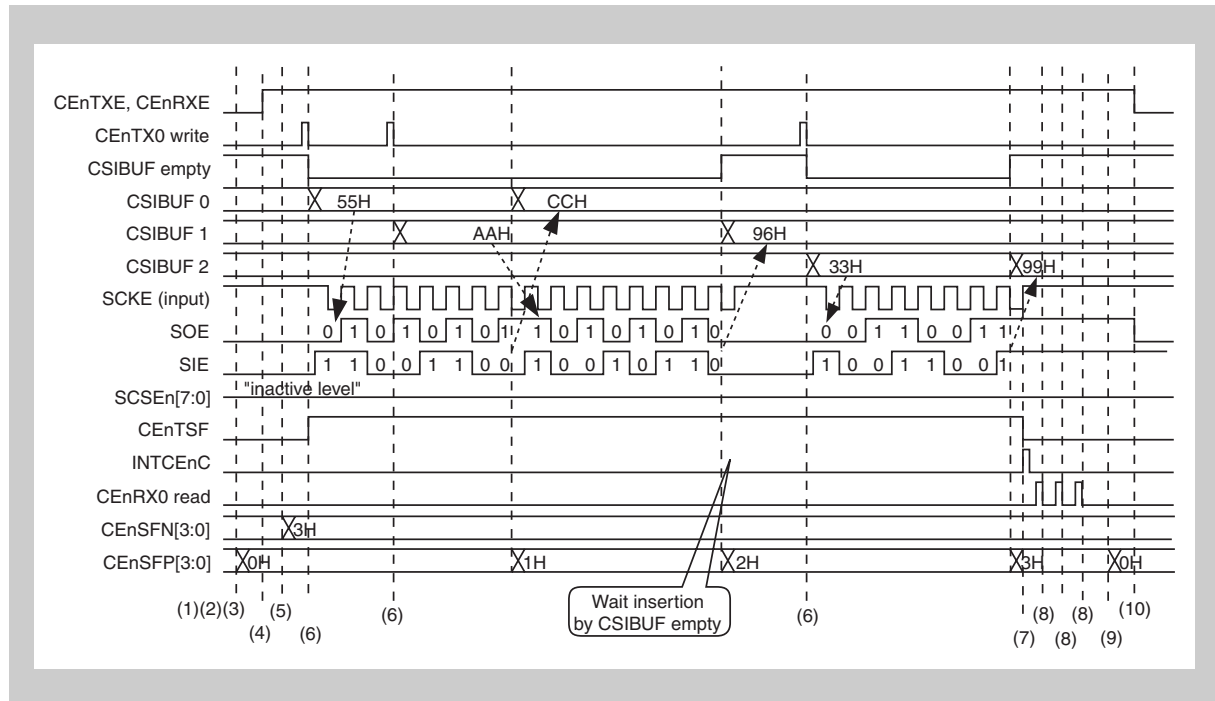 CEnTXE, CEnRXE
CEnTX0 write
CSIBUF empty
CSIBUF 0 55H CCH
CSIBUF 1 AAH 96H
CSIBUF 2 33H 99H
SCKE (input)
SOE 0 1 0 1 0 1 0 1 1 0 1 0 1 0 1 0 0 0 1 1 0 0 1 1
SIE 1 1 0 0 1 1 0 0 1 0 0 1 0 1 1 0 1 0 0 1 1 0 0 1
"inactive level"
SCSEn[7:0]
CEnTSF
INTCEnC
CEnRX0 read
CEnSFN[3:0] 3H
CEnSFP[3:0] 0H 1H 2H 3H 0H
Wait insertion
by CSIBUF empty
(1)(2)(3) (5) (6) (6) (8) (8) (10)
(4) (6) (7) (8) (9)